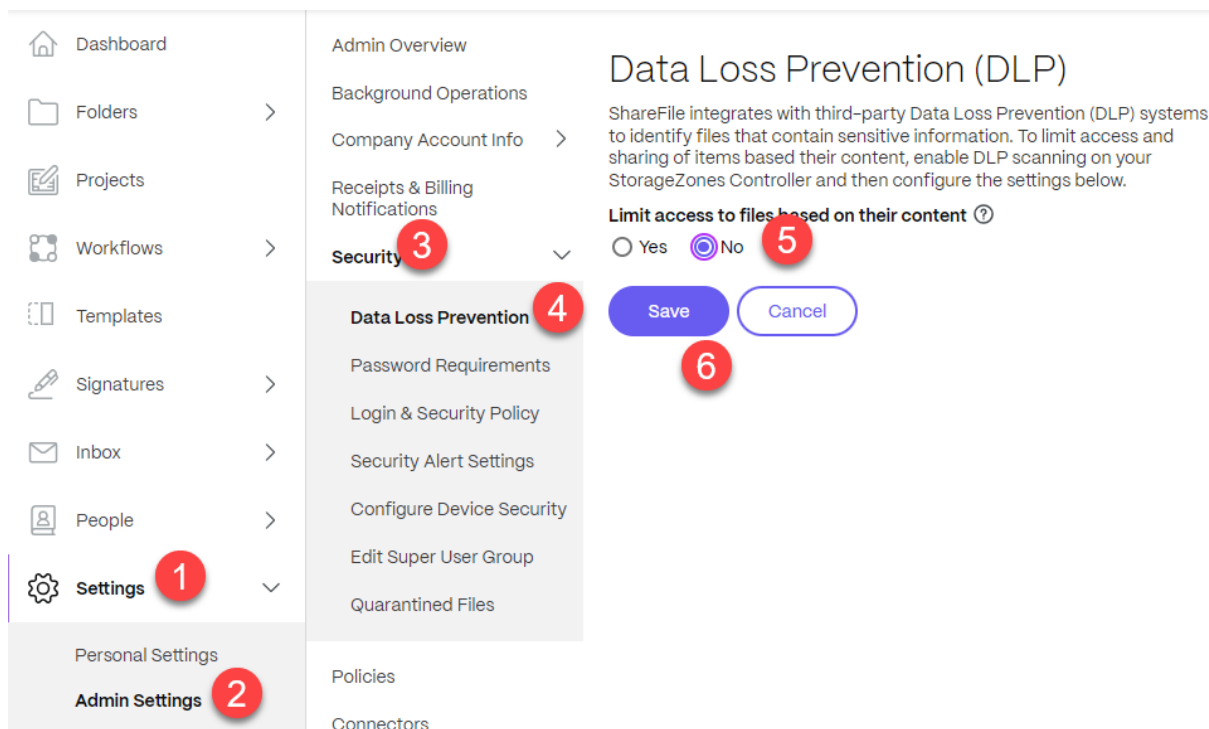 Dashboard
Folders
Projects
Workflows
Templates
Signatures
Inbox
People
Settings 1
Personal Settings
Admin Settings 2
Admin Overview
Background Operations
Company Account Info
Receipts & Billing
Notifications
Security 3
Data Loss Prevention 4
Password Requirements
Login & Security Policy
Security Alert Settings
Configure Device Security
Edit Super User Group
Quarantined Files
Policies
Connectors
Data Loss Prevention (DLP)
ShareFile integrates with third-party Data Loss Prevention (DLP) systems
to identify files that contain sensitive information. To limit access and
sharing of items based their content, enable DLP scanning on your
StorageZones Controller and then configure the settings below.
Limit access to files based on their content ?
Yes No 5
Save Cancel
6